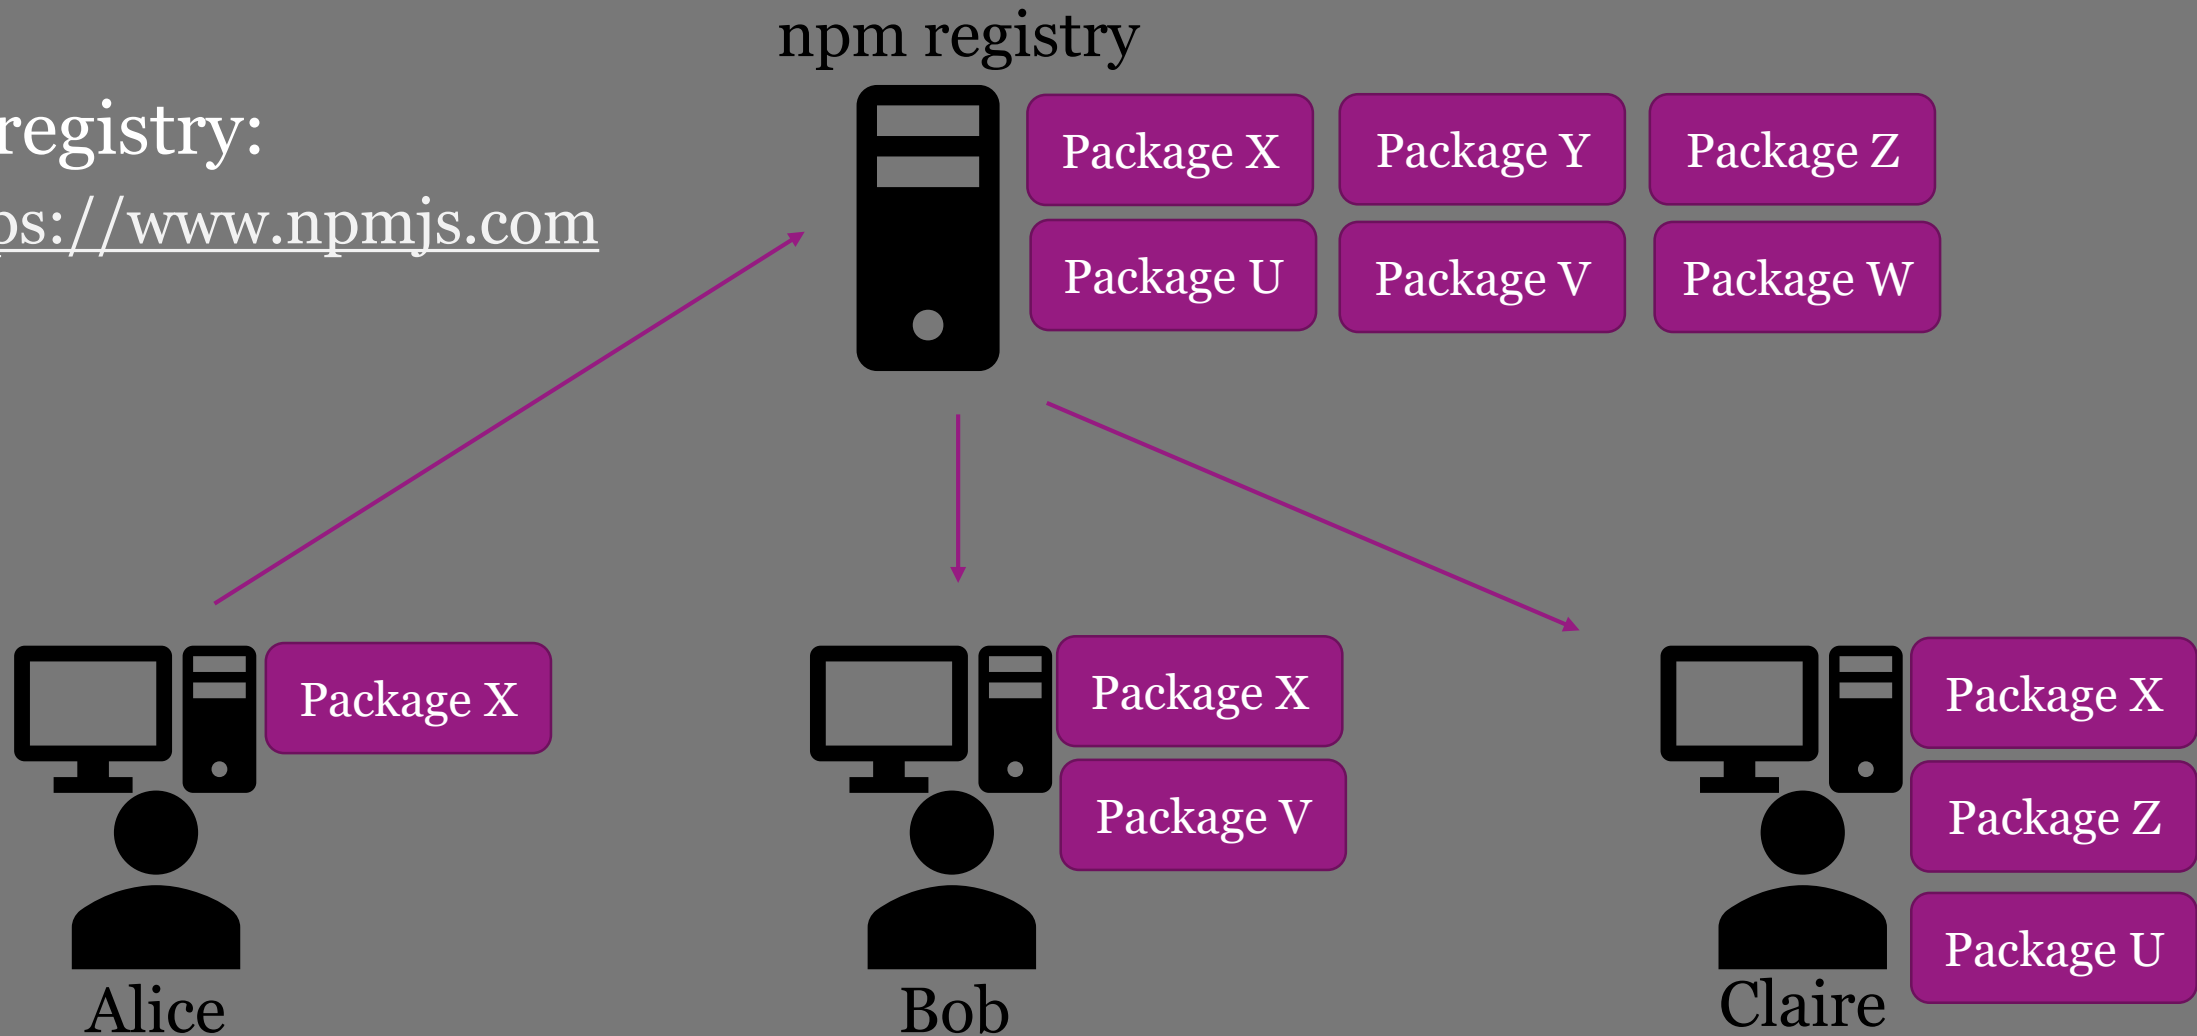 npm registry
registry:
ps://www.npmjs.com
Package X
Package Y
Package Z
Package U
Package V
Package W
Package X
Package X
Package V
Package X
Package Z
Package U
Alice
Bob
Claire